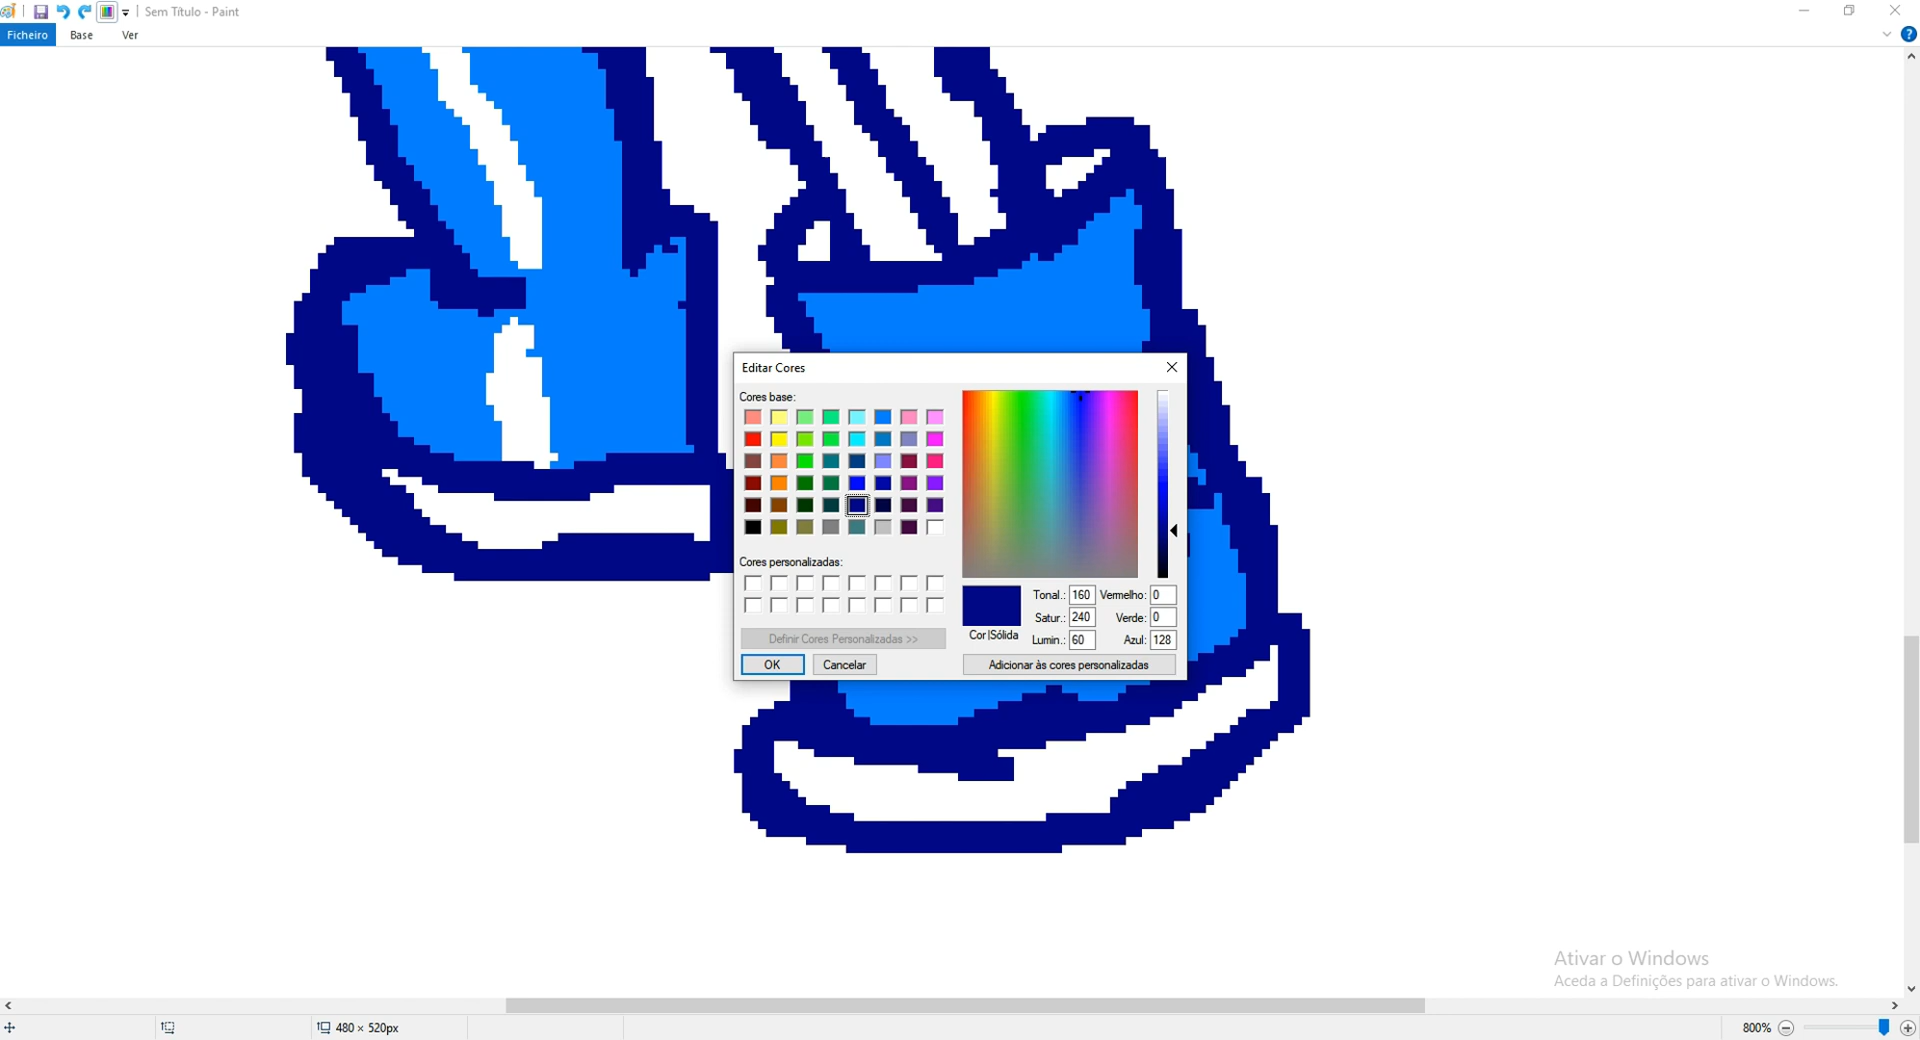 Sem Título - Paint
Ficheiro Base Ver
?
Editar Cores
Cores base:
Cores personalizadas:
Definir Cores Personalizadas >>
OK Cancelar
Cor|Sólida
Tonal.: 160 Vermelho: 0
Satur.: 240 Verde: 0
Lumin.: 60 Azul: 128
Adicionar às cores personalizadas
Ativar o Windows
Aceda a Definições para ativar o Windows.
480 × 520px
800%